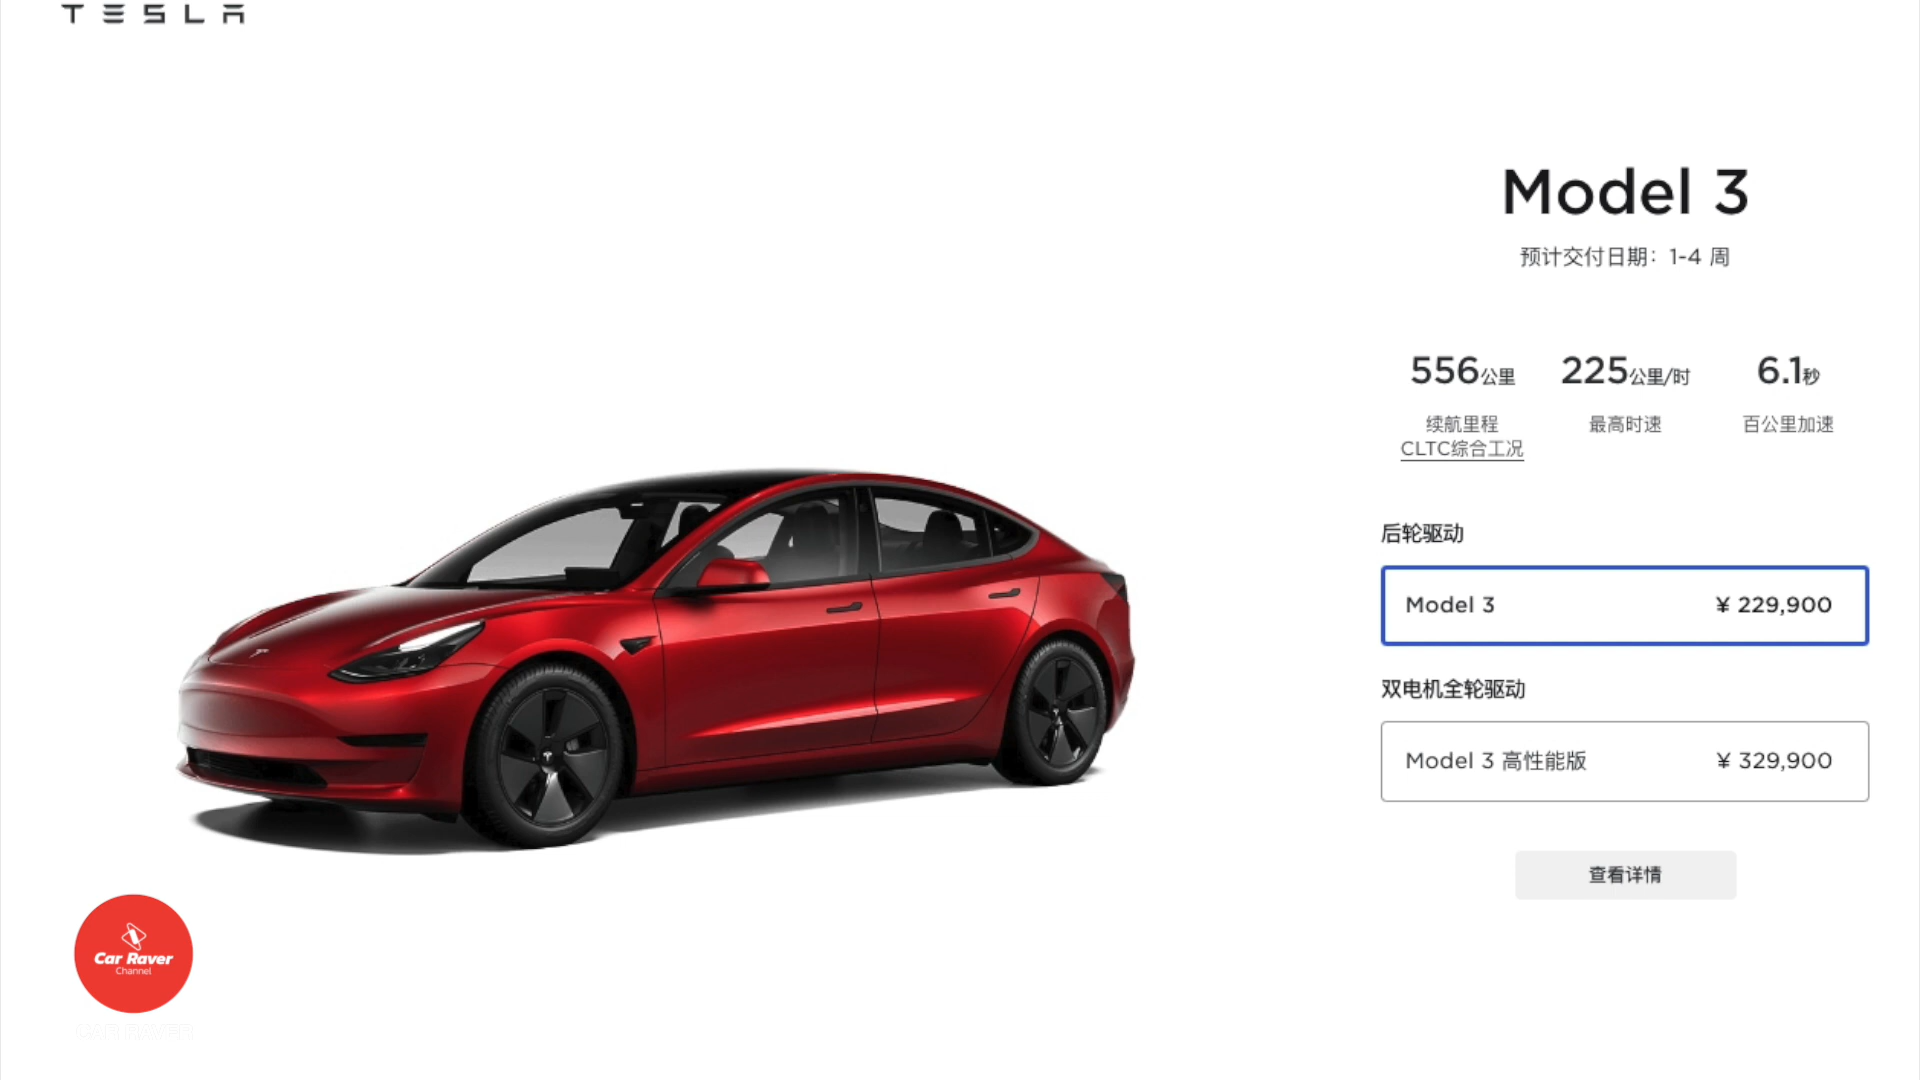 TESLA
Model 3
预计交付日期：1-4 周
556公里 225公里/时 6.1秒
续航里程 最高时速 百公里加速
CLTC综合工况
后轮驱动
Model 3 ¥ 229,900
双电机全轮驱动
Model 3 高性能版 ¥ 329,900
查看详情
Car Raver
Channel
CAR RAVER